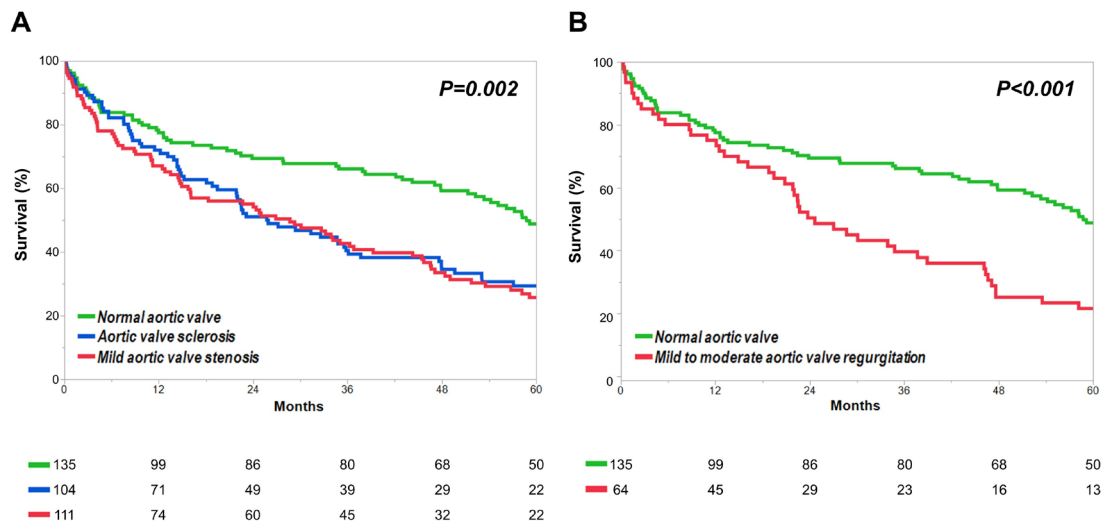 A
B
Survival (%)
100
80
60
40
20
0
P=0.002
Normal aortic valve
Aortic valve sclerosis
Mild aortic valve stenosis
0 12 24 36 48 60
Months
135 99 86 80 68 50
104 71 49 39 29 22
111 74 60 45 32 22
Survival (%)
100
80
60
40
20
0
P<0.001
Normal aortic valve
Mild to moderate aortic valve regurgitation
0 12 24 36 48 60
Months
135 99 86 80 68 50
64 45 29 23 16 13